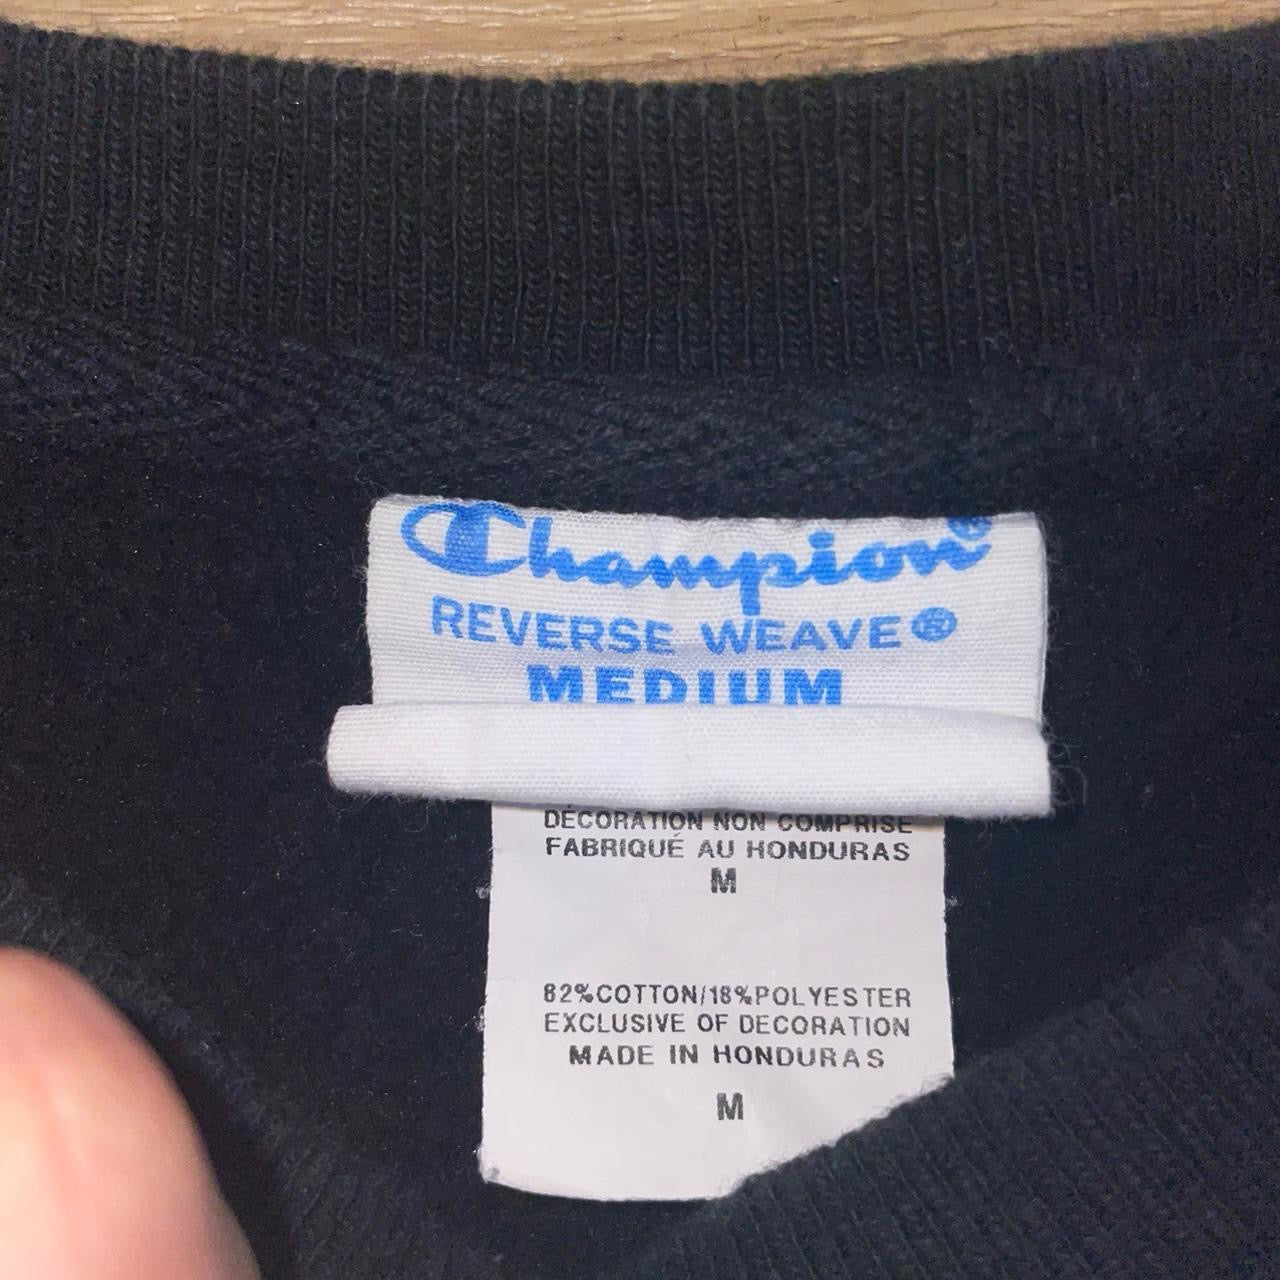 Champion®
REVERSE WEAVE®
MEDIUM
DÉCORATION NON COMPRISE
FABRIQUÉ AU HONDURAS
M
82%COTTON/18%POLYESTER
EXCLUSIVE OF DECORATION
MADE IN HONDURAS
M